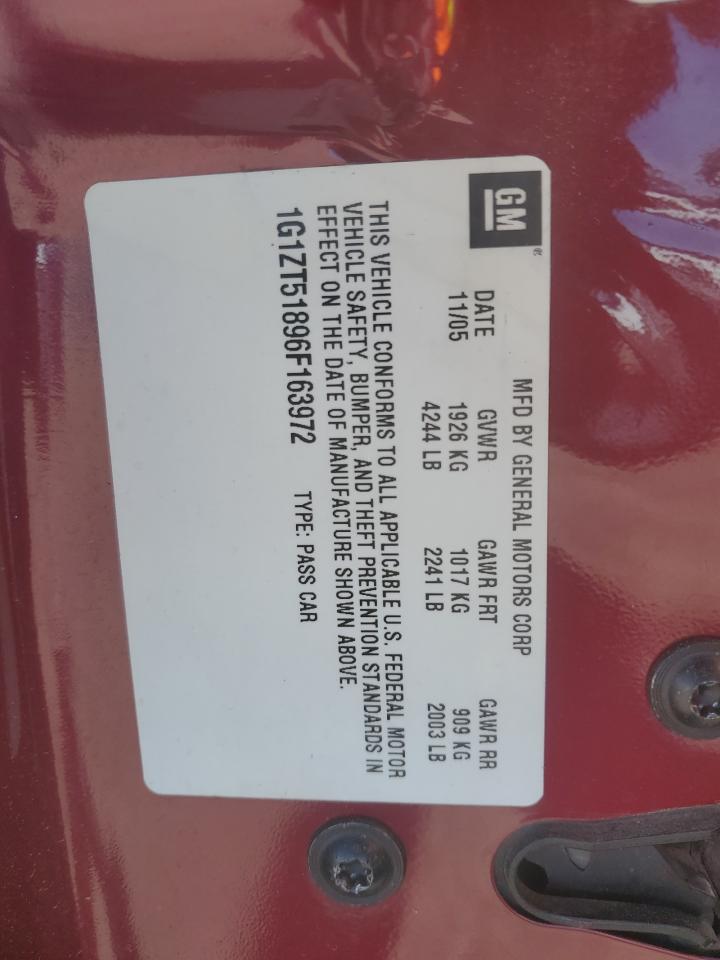 GM®
MFD BY GENERAL MOTORS CORP
DATE GVWR GAWR FRT GAWR RR
11/05 1926 KG 1017 KG 909 KG
4244 LB 2241 LB 2003 LB
THIS VEHICLE CONFORMS TO ALL APPLICABLE U.S. FEDERAL MOTOR
VEHICLE SAFETY, BUMPER, AND THEFT PREVENTION STANDARDS IN
EFFECT ON THE DATE OF MANUFACTURE SHOWN ABOVE.
1G1ZT51896F163972 TYPE: PASS CAR